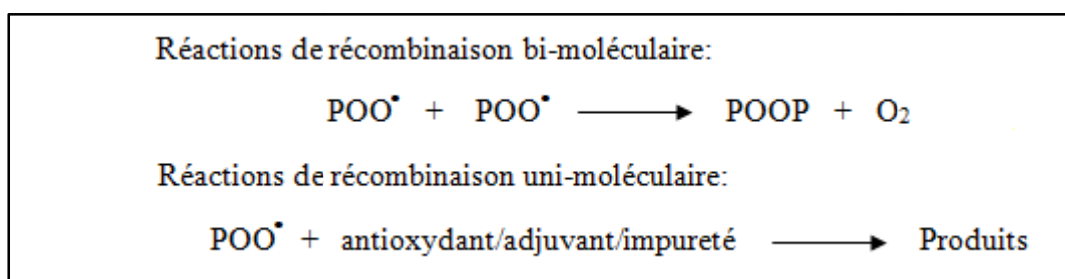 Réactions de récombinaison bi-moléculaire:
POO• + POO• ⟶ POOP + O₂
Réactions de récombinaison uni-moléculaire:
POO• + antioxydant/adjuvant/impureté ⟶ Produits